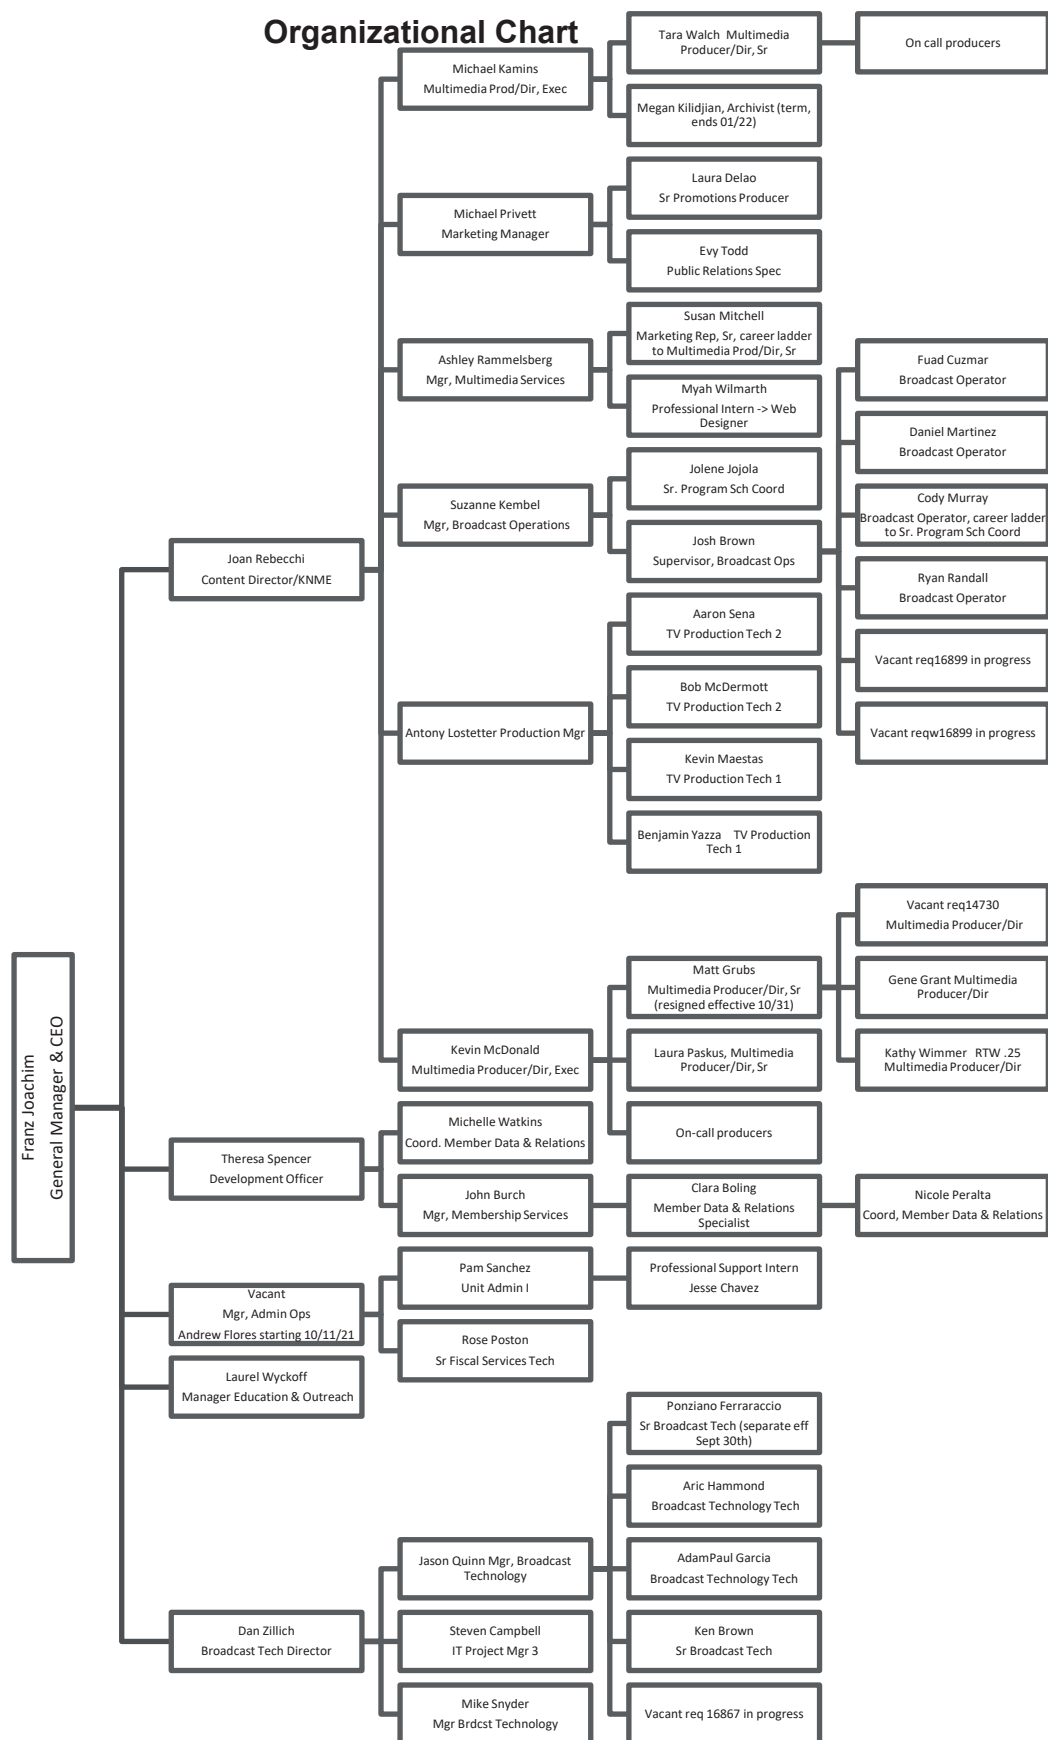 Organizational Chart
Franz Joachim
General Manager & CEO
Joan Rebecchi
Content Director/KNME
Michael Kamins
Multimedia Prod/Dir, Exec
Tara Walch Multimedia
Producer/Dir, Sr
On call producers
Megan Kilidjian, Archivist (term,
ends 01/22)
Michael Privett
Marketing Manager
Laura Delao
Sr Promotions Producer
Evy Todd
Public Relations Spec
Ashley Rammelsberg
Mgr, Multimedia Services
Susan Mitchell
Marketing Rep, Sr, career ladder
to Multimedia Prod/Dir, Sr
Myah Wilmarth
Professional Intern -> Web
Designer
Suzanne Kembel
Mgr, Broadcast Operations
Jolene Jojola
Sr. Program Sch Coord
Josh Brown
Supervisor, Broadcast Ops
Fuad Cuzmar
Broadcast Operator
Daniel Martinez
Broadcast Operator
Cody Murray
Broadcast Operator, career ladder
to Sr. Program Sch Coord
Ryan Randall
Broadcast Operator
Vacant req16899 in progress
Vacant reqw16899 in progress
Antony Lostetter Production Mgr
Aaron Sena
TV Production Tech 2
Bob McDermott
TV Production Tech 2
Kevin Maestas
TV Production Tech 1
Benjamin Yazza TV Production
Tech 1
Kevin McDonald
Multimedia Producer/Dir, Exec
Matt Grubs
Multimedia Producer/Dir, Sr
(resigned effective 10/31)
Vacant req14730
Multimedia Producer/Dir
Gene Grant Multimedia
Producer/Dir
Kathy Wimmer RTW .25
Multimedia Producer/Dir
Laura Paskus, Multimedia
Producer/Dir, Sr
On-call producers
Theresa Spencer
Development Officer
Michelle Watkins
Coord. Member Data & Relations
John Burch
Mgr, Membership Services
Clara Boling
Member Data & Relations
Specialist
Nicole Peralta
Coord, Member Data & Relations
Vacant
Mgr, Admin Ops
Andrew Flores starting 10/11/21
Pam Sanchez
Unit Admin I
Professional Support Intern
Jesse Chavez
Rose Poston
Sr Fiscal Services Tech
Laurel Wyckoff
Manager Education & Outreach
Dan Zillich
Broadcast Tech Director
Jason Quinn Mgr, Broadcast
Technology
Ponziano Ferraraccio
Sr Broadcast Tech (separate eff
Sept 30th)
Aric Hammond
Broadcast Technology Tech
AdamPaul Garcia
Broadcast Technology Tech
Ken Brown
Sr Broadcast Tech
Vacant req 16867 in progress
Steven Campbell
IT Project Mgr 3
Mike Snyder
Mgr Brdcst Technology